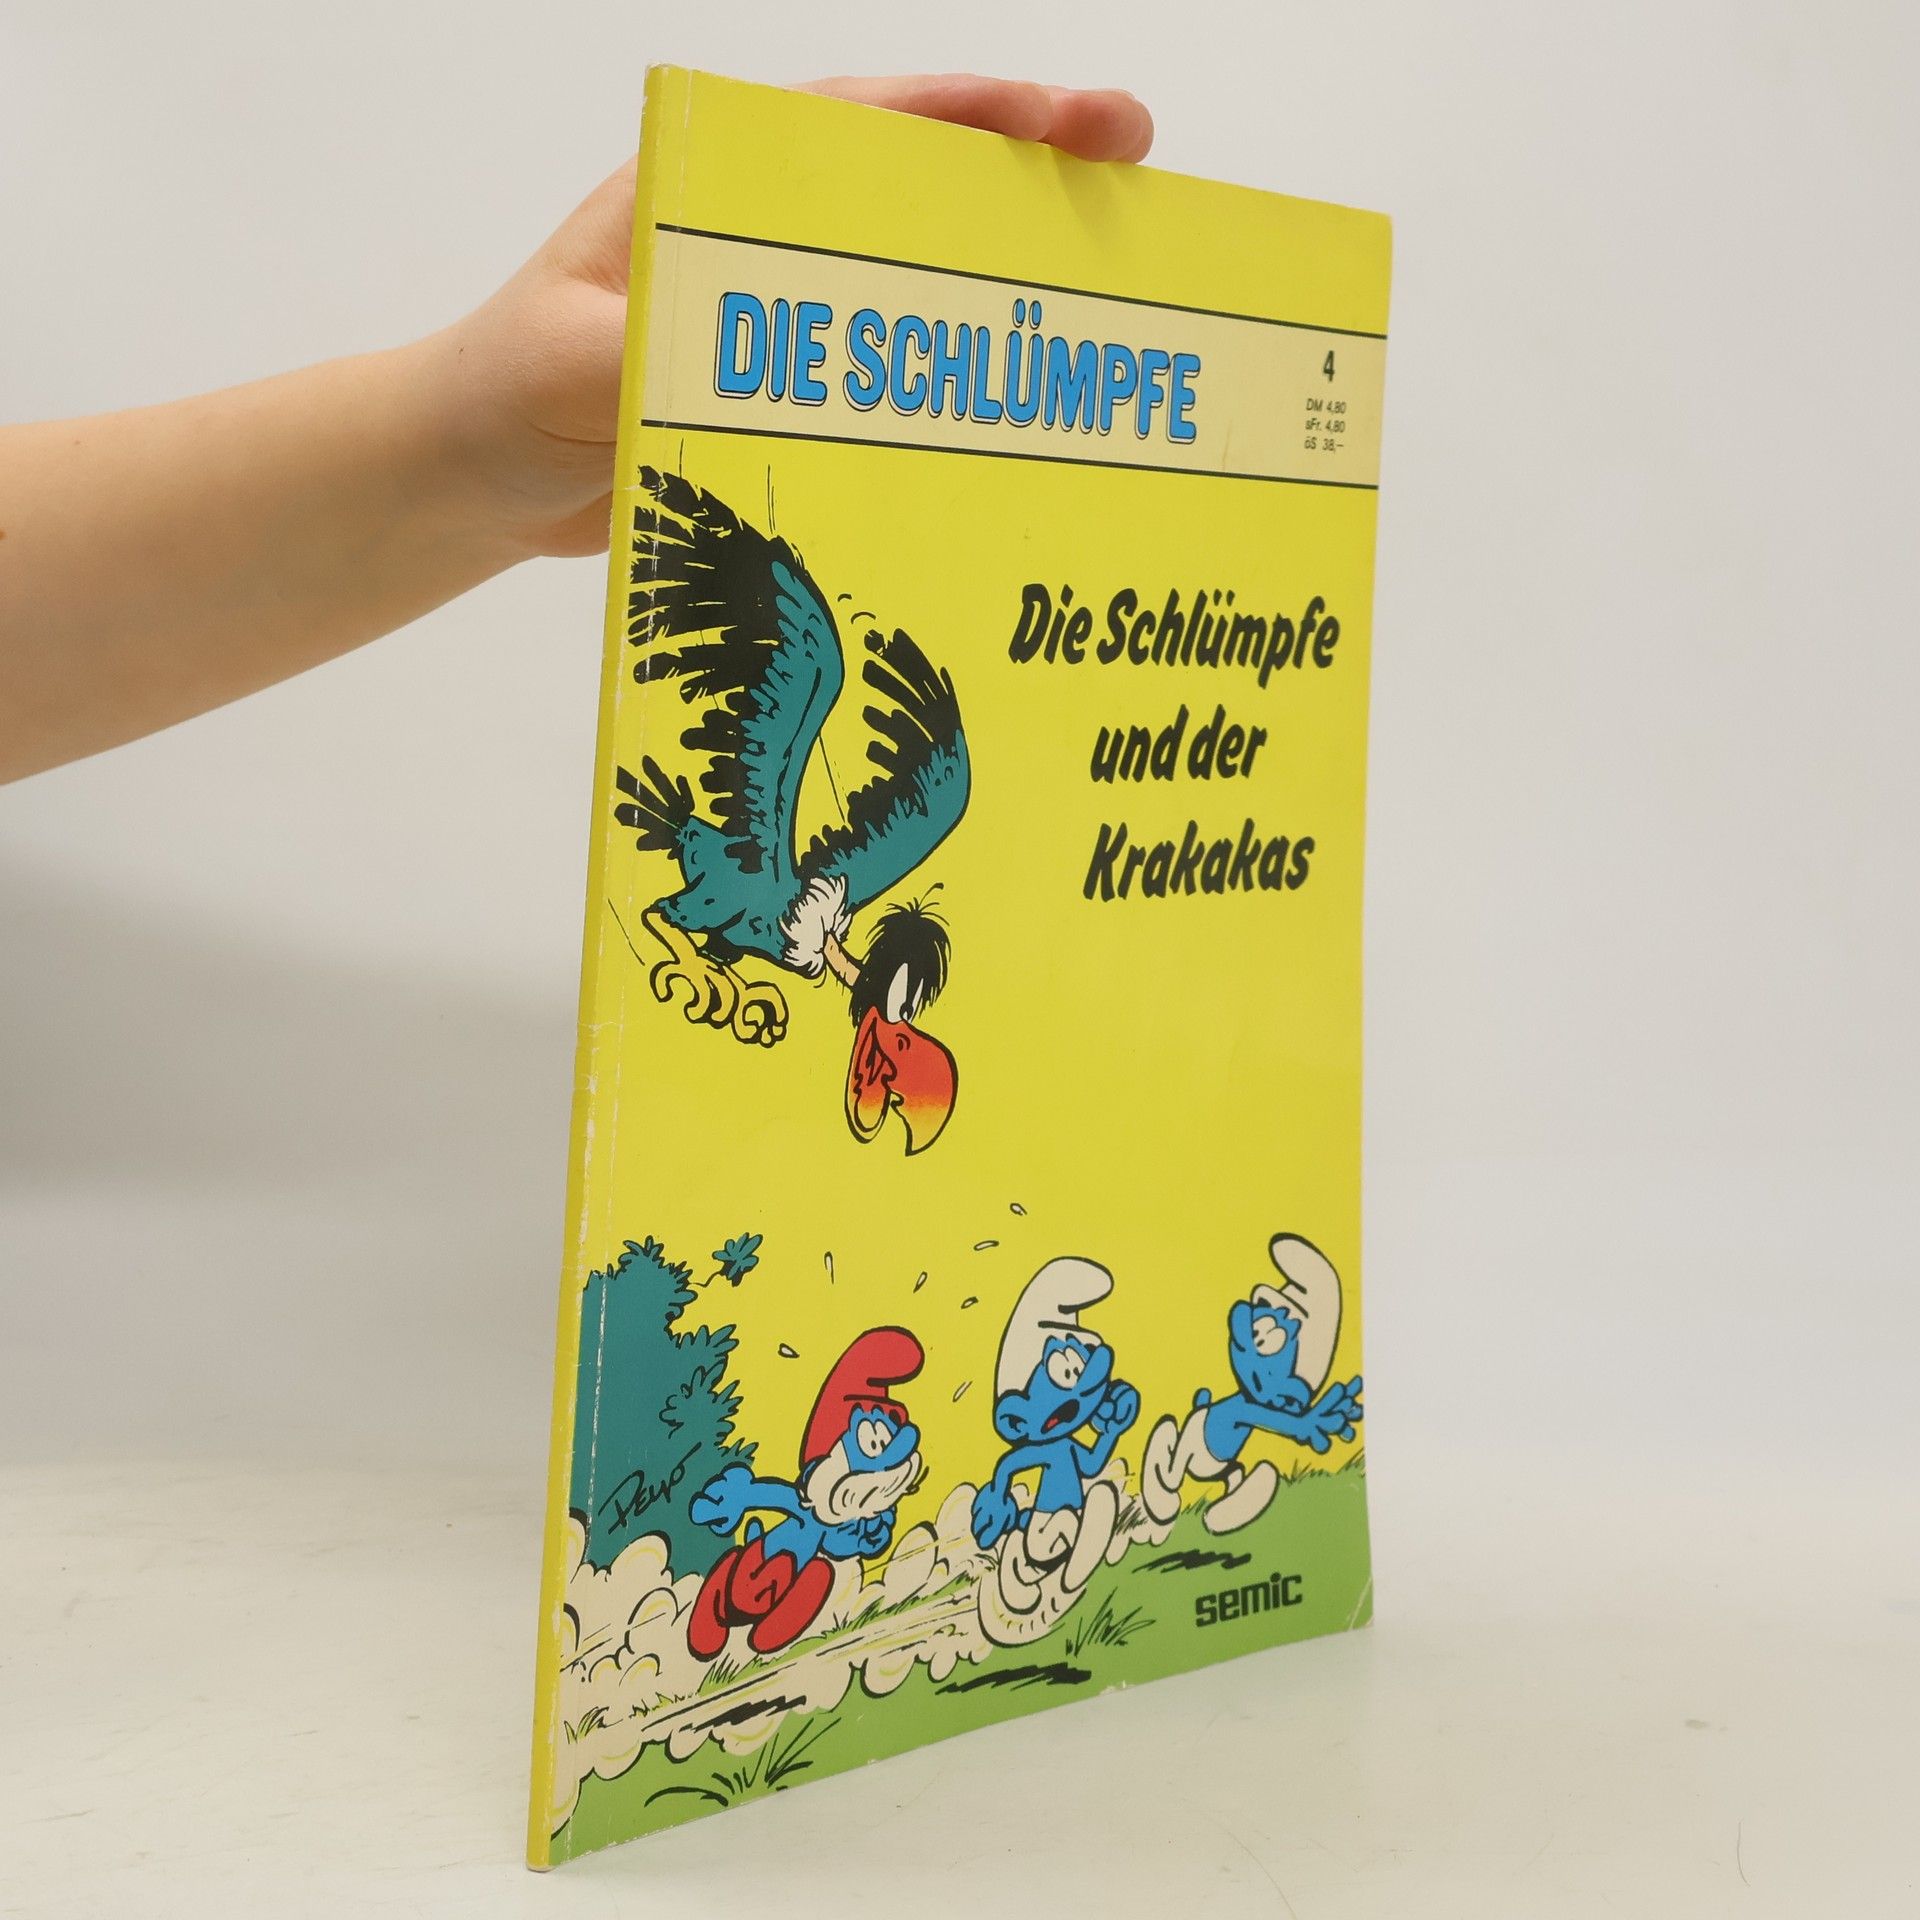 DIE SCHLÜMPFE
4
DM 4,80
sFr. 4,80
öS 38,–
Die Schlümpfe
und der
Krakakas
Peyo
semic